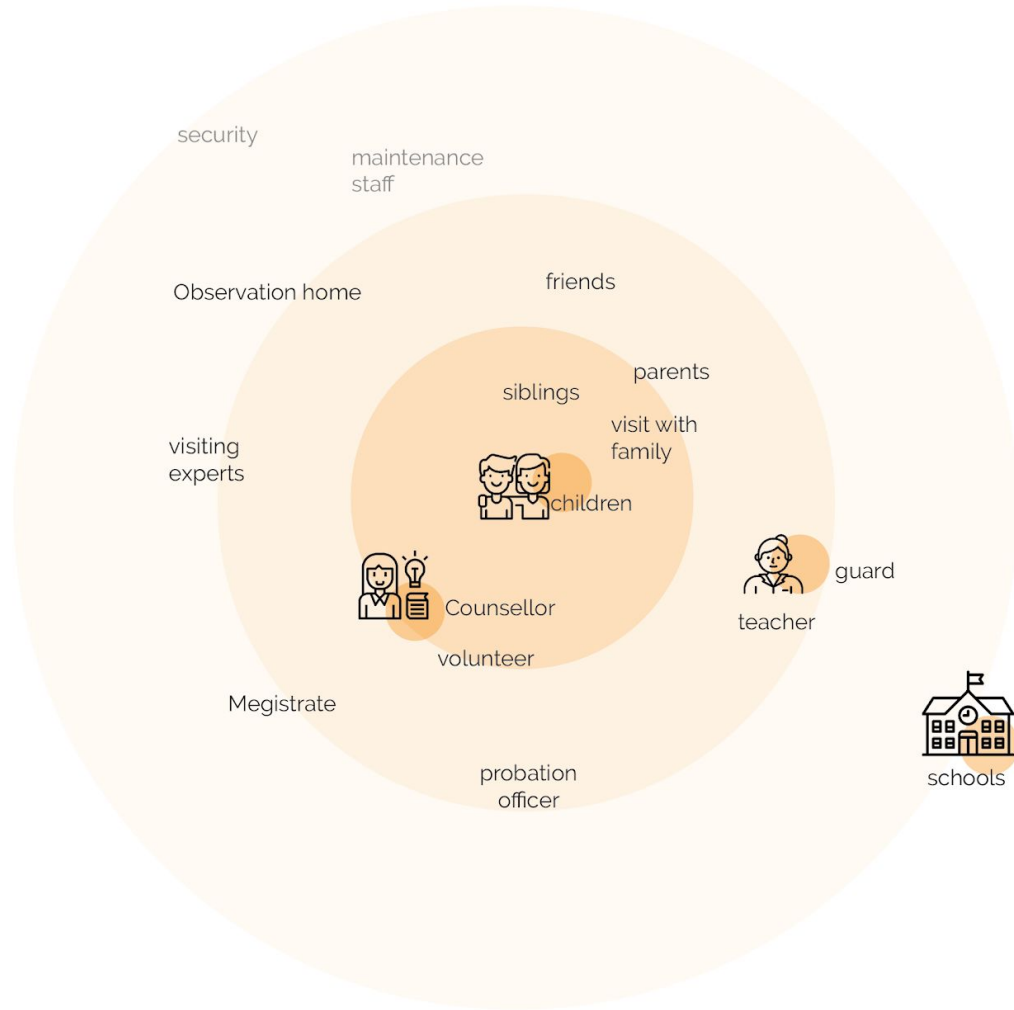 security
maintenance
staff
friends
Observation home
parents
siblings
visit with
family
visiting
experts
children
guard
Counsellor
teacher
volunteer
Megistrate
probation
officer
schools